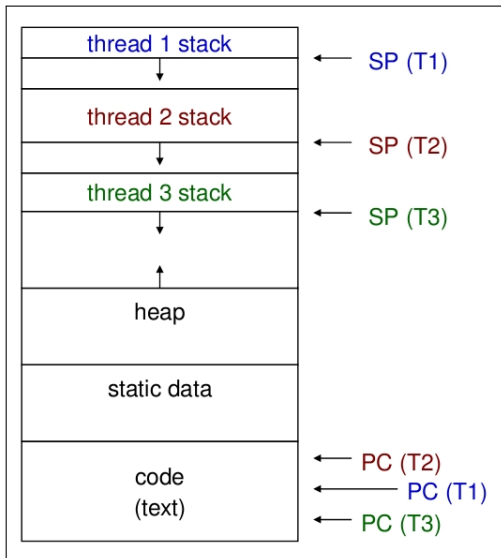 thread 1 stack
SP (T1)
thread 2 stack
SP (T2)
thread 3 stack
SP (T3)
heap
static data
code
(text)
PC (T2)
PC (T1)
PC (T3)